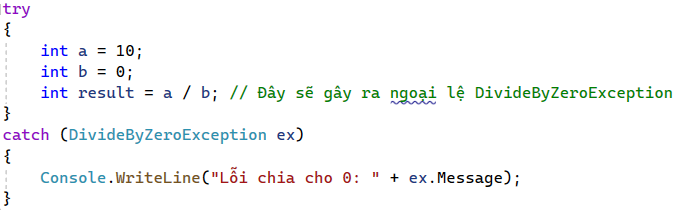 try
{
    int a = 10;
    int b = 0;
    int result = a / b; // Đây sẽ gây ra ngoại lệ DivideByZeroException
}
catch (DivideByZeroException ex)
{
    Console.WriteLine("Lỗi chia cho 0: " + ex.Message);
}